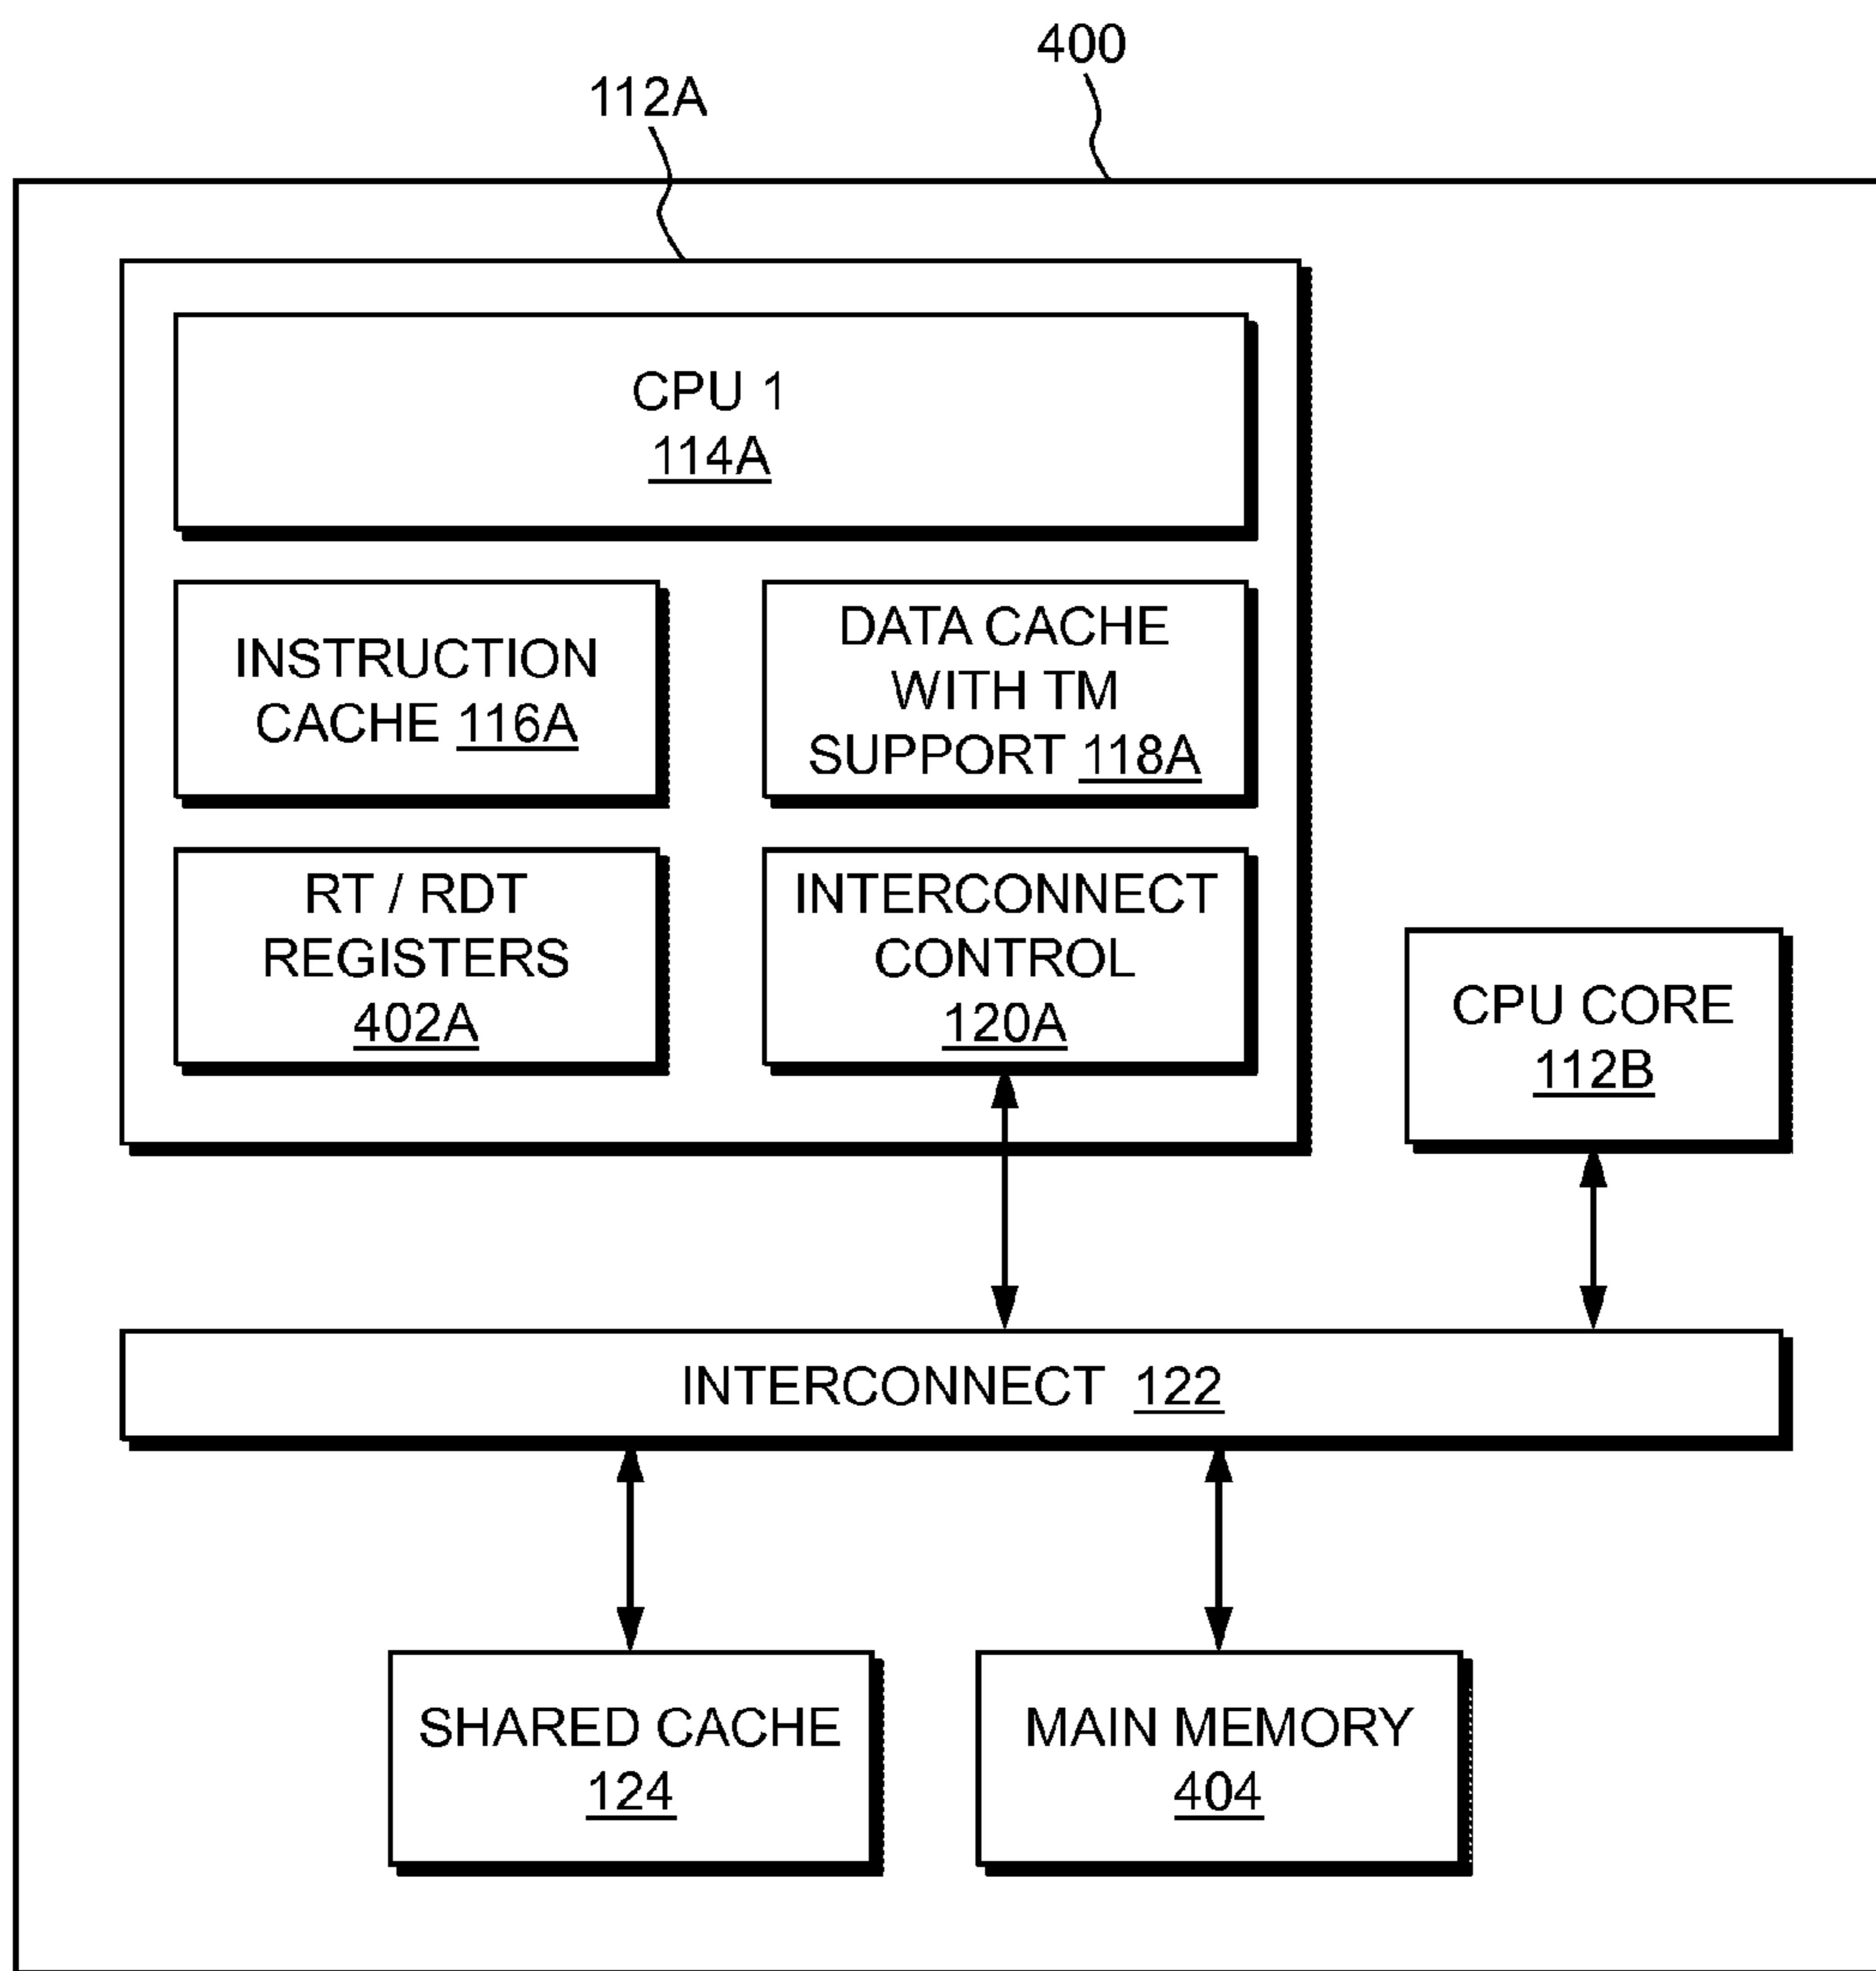 400
112A
CPU 1
114A
INSTRUCTION
CACHE 116A
DATA CACHE
WITH TM
SUPPORT 118A
RT / RDT
REGISTERS
402A
INTERCONNECT
CONTROL
120A
CPU CORE
112B
INTERCONNECT 122
SHARED CACHE
124
MAIN MEMORY
404